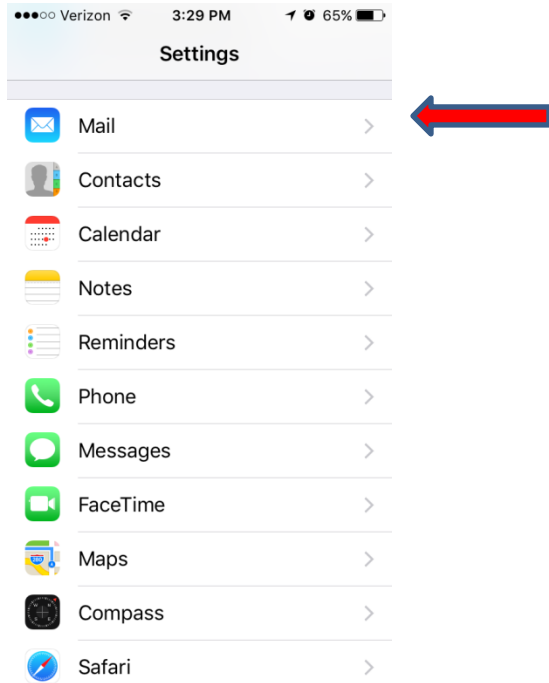 Verizon 3:29 PM 65%
Settings
Mail
Contacts
Calendar
Notes
Reminders
Phone
Messages
FaceTime
Maps
Compass
Safari